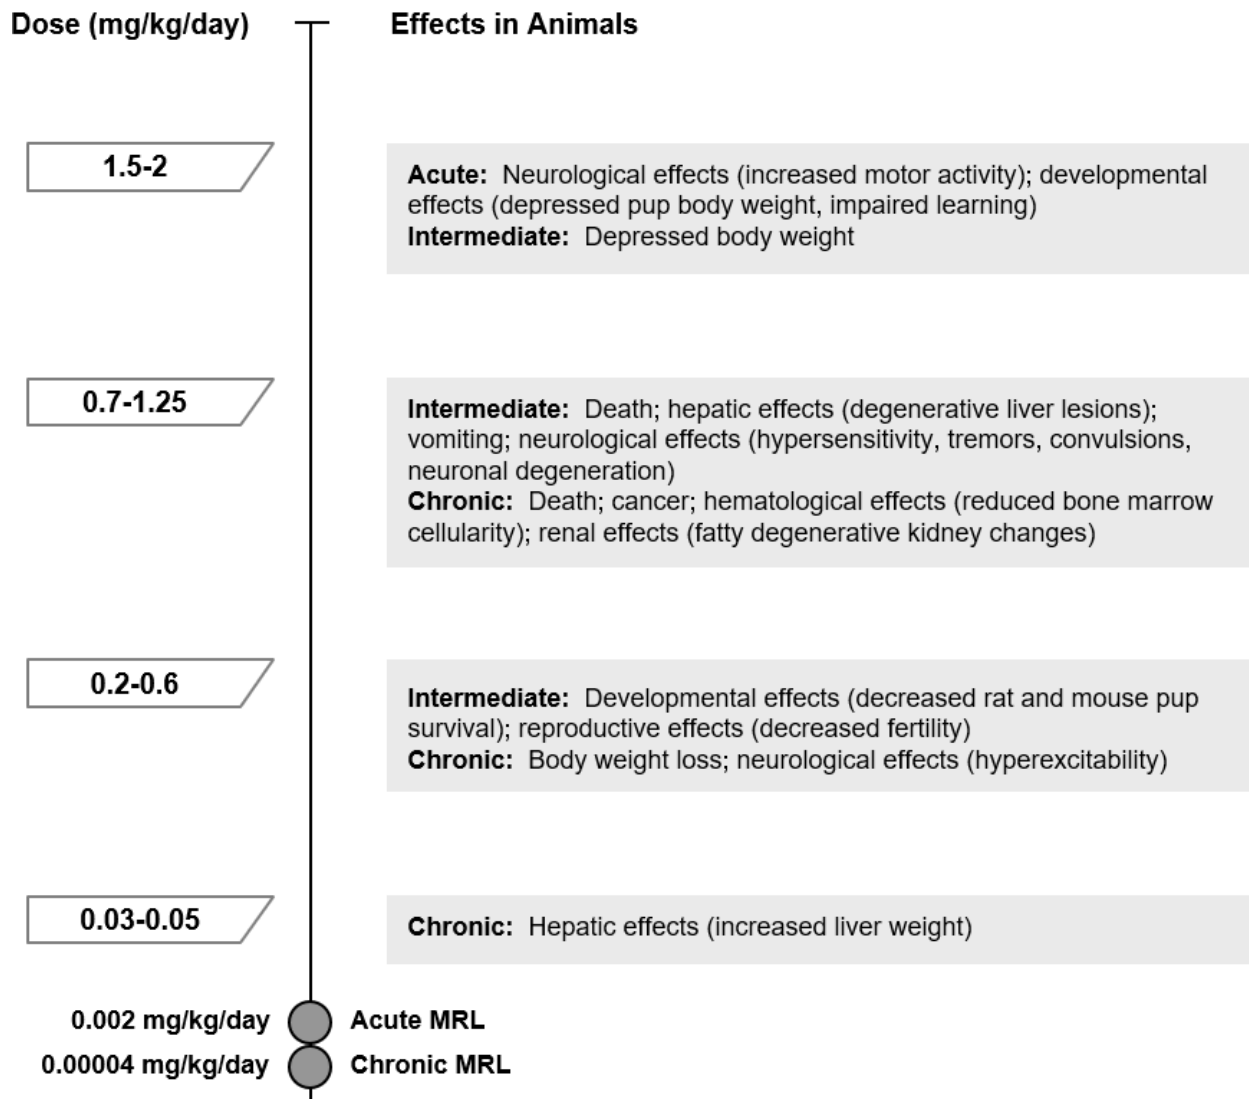 Dose (mg/kg/day) Effects in Animals
1.5-2
Acute: Neurological effects (increased motor activity); developmental
effects (depressed pup body weight, impaired learning)
Intermediate: Depressed body weight
0.7-1.25
Intermediate: Death; hepatic effects (degenerative liver lesions);
vomiting; neurological effects (hypersensitivity, tremors, convulsions,
neuronal degeneration)
Chronic: Death; cancer; hematological effects (reduced bone marrow
cellularity); renal effects (fatty degenerative kidney changes)
0.2-0.6
Intermediate: Developmental effects (decreased rat and mouse pup
survival); reproductive effects (decreased fertility)
Chronic: Body weight loss; neurological effects (hyperexcitability)
0.03-0.05
Chronic: Hepatic effects (increased liver weight)
0.002 mg/kg/day Acute MRL
0.00004 mg/kg/day Chronic MRL